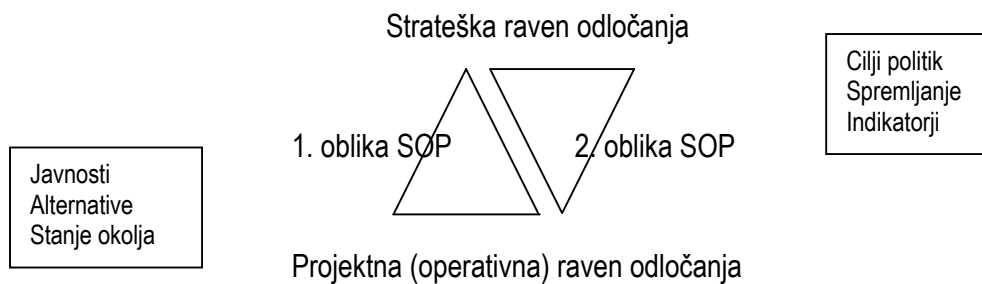 Strateška raven odločanja
Cilji politik
Spremljanje
Indikatorji
1. oblika SOP
2. oblika SOP
Javnosti
Alternative
Stanje okolja
Projektna (operativna) raven odločanja